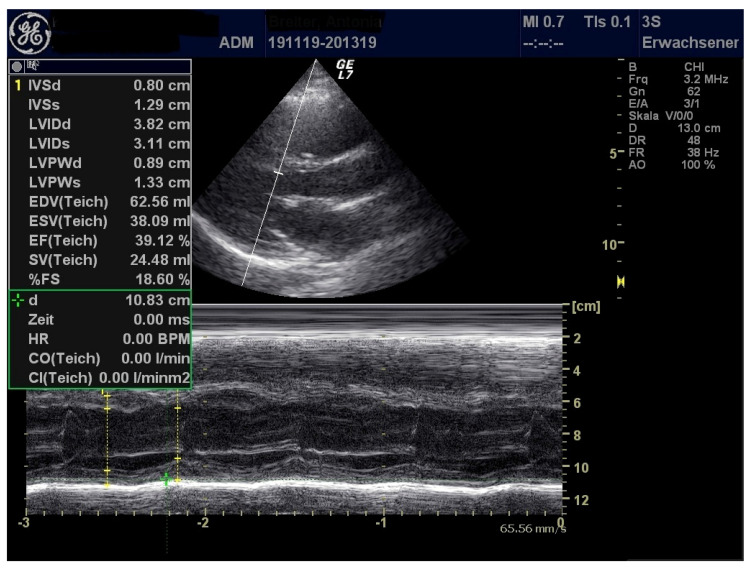 GE
ADM 191119-201319
MI 0.7 TIs 0.1 3S
--:--:-- Erwachsener
1 IVSd 0.80 cm
IVSs 1.29 cm
LVIDd 3.82 cm
LVIDs 3.11 cm
LVPWd 0.89 cm
LVPWs 1.33 cm
EDV(Teich) 62.56 ml
ESV(Teich) 38.09 ml
EF(Teich) 39.12 %
SV(Teich) 24.48 ml
%FS 18.60 %
d 10.83 cm
Zeit 0.00 ms
HR 0.00 BPM
CO(Teich) 0.00 l/min
CI(Teich) 0.00 l/minm2
GE
L7
B CHI
Frq 3.2 MHz
Gn 62
E/A 3/1
Skala V/0/0
D 13.0 cm
DR 48
FR 38 Hz
AO 100 %
5
10
[cm]
2
4
6
8
10
12
-3 -2 -1 0
65.56 mm/s